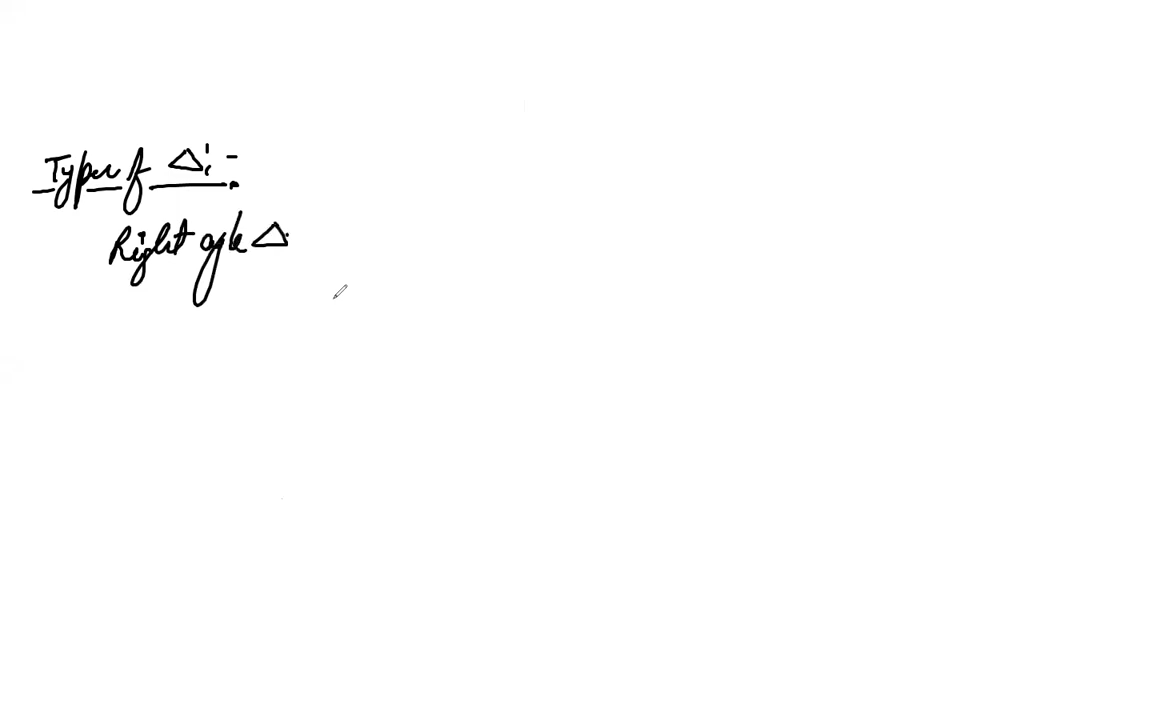 Types of Δ's :-
Right agle Δ